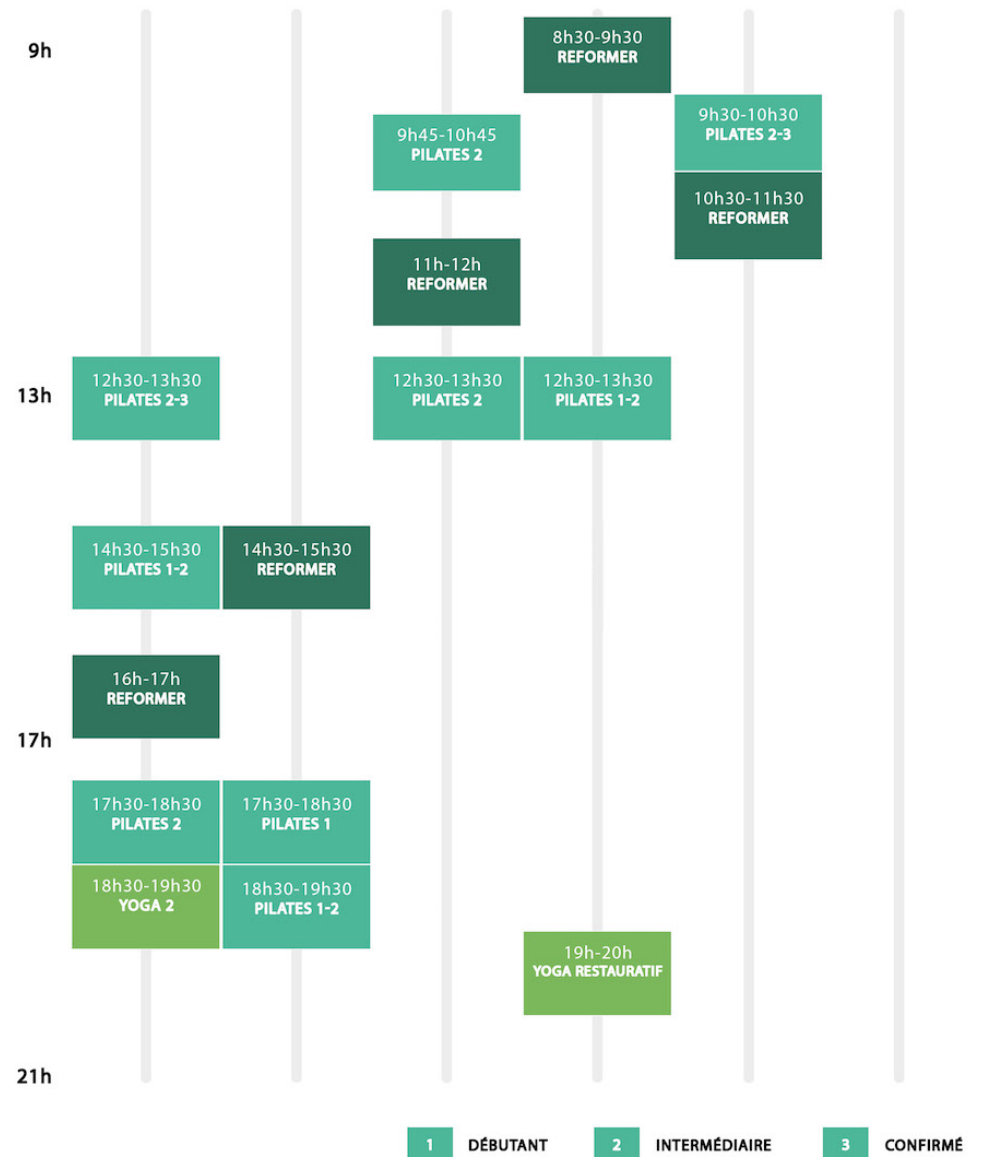 9h
8h30-9h30
REFORMER
9h30-10h30
PILATES 2-3
9h45-10h45
PILATES 2
10h30-11h30
REFORMER
11h-12h
REFORMER
13h
12h30-13h30
PILATES 2-3
12h30-13h30
PILATES 2
12h30-13h30
PILATES 1-2
14h30-15h30
PILATES 1-2
14h30-15h30
REFORMER
16h-17h
REFORMER
17h
17h30-18h30
PILATES 2
17h30-18h30
PILATES 1
18h30-19h30
YOGA 2
18h30-19h30
PILATES 1-2
19h-20h
YOGA RESTAURATIF
21h
1 DÉBUTANT 2 INTERMÉDIAIRE 3 CONFIRMÉ